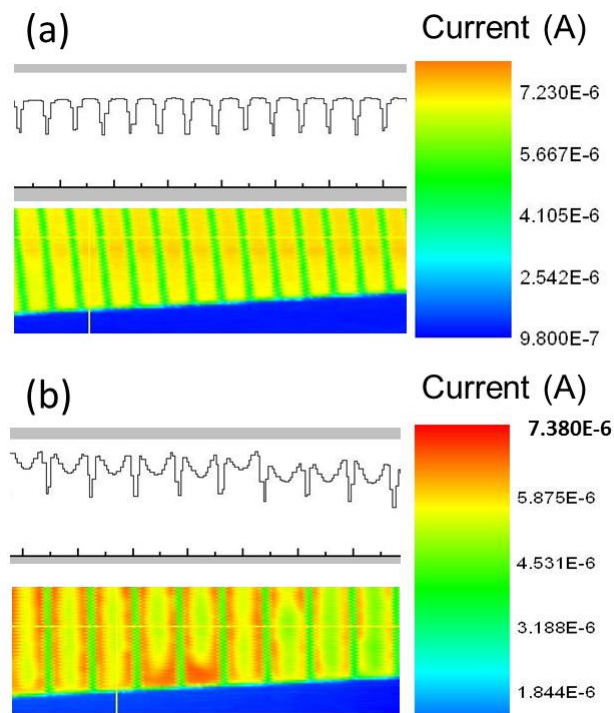 (a)
Current (A)
7.230E-6
5.667E-6
4.105E-6
2.542E-6
9.800E-7
(b)
Current (A)
7.380E-6
5.875E-6
4.531E-6
3.188E-6
1.844E-6